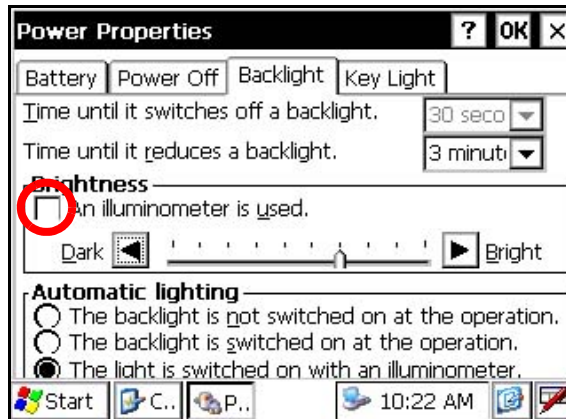 Power Properties ? OK ×
Battery Power Off Backlight Key Light
Time until it switches off a backlight. 30 seco
Time until it reduces a backlight. 3 minut
Brightness
An illuminometer is used.
Dark Bright
Automatic lighting
The backlight is not switched on at the operation.
The backlight is switched on at the operation.
The light is switched on with an illuminometer.
Start C.. P.. 10:22 AM